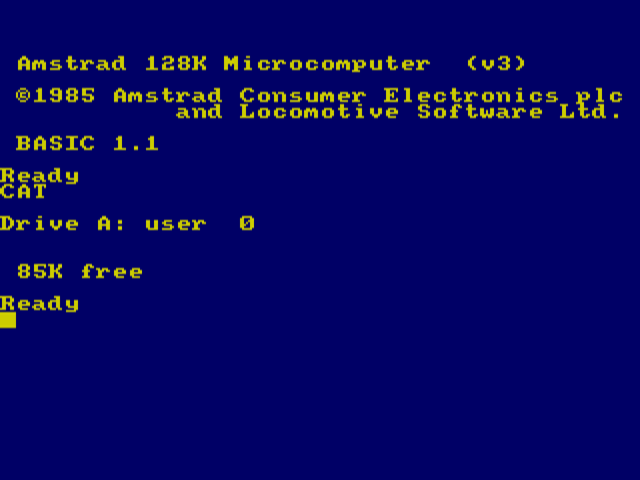 Amstrad 128K Microcomputer (v3)
©1985 Amstrad Consumer Electronics plc
and Locomotive Software Ltd.
BASIC 1.1
Ready
CAT
Drive A: user 0
85K free
Ready